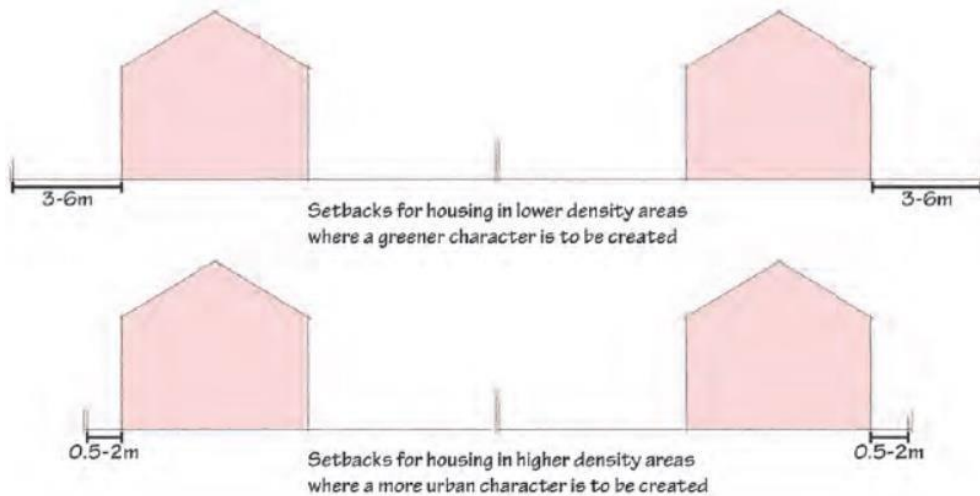 3-6m
3-6m
Setbacks for housing in lower density areas
where a greener character is to be created
0.5-2m
0.5-2m
Setbacks for housing in higher density areas
where a more urban character is to be created